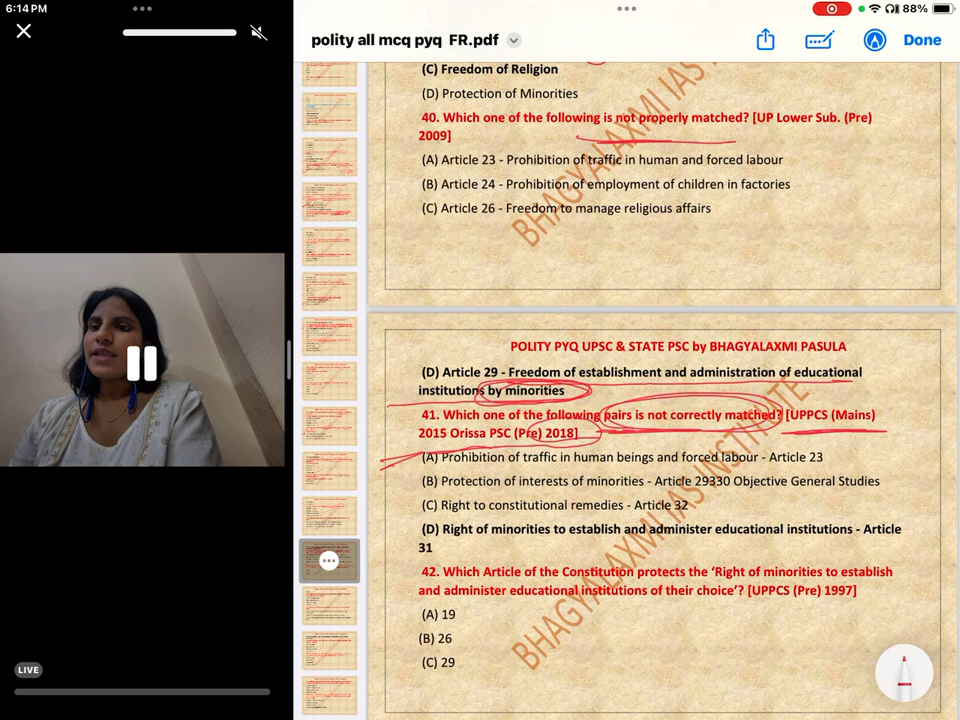 6:14 PM
88%
polity all mcq pyq FR.pdf
Done
(C) Freedom of Religion
(D) Protection of Minorities
40. Which one of the following is not properly matched? [UP Lower Sub. (Pre)
2009]
(A) Article 23 - Prohibition of traffic in human and forced labour
(B) Article 24 - Prohibition of employment of children in factories
(C) Article 26 - Freedom to manage religious affairs
BHAGYALAXMI IAS
POLITY PYQ UPSC & STATE PSC by BHAGYALAXMI PASULA
(D) Article 29 - Freedom of establishment and administration of educational
institutions by minorities
41. Which one of the following pairs is not correctly matched? [UPPCS (Mains)
2015 Orissa PSC (Pre) 2018]
(A) Prohibition of traffic in human beings and forced labour - Article 23
(B) Protection of interests of minorities - Article 29330 Objective General Studies
(C) Right to constitutional remedies - Article 32
(D) Right of minorities to establish and administer educational institutions - Article
31
42. Which Article of the Constitution protects the ‘Right of minorities to establish
and administer educational institutions of their choice’? [UPPCS (Pre) 1997]
(A) 19
(B) 26
(C) 29
BHAGYALAXMI IAS INSTITUTE
LIVE